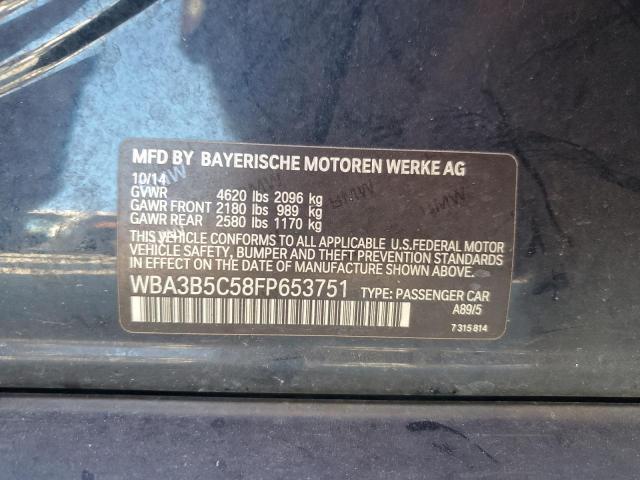 MFD BY BAYERISCHE MOTOREN WERKE AG
10/14
GVWR 4620 lbs 2096 kg
GAWR FRONT 2180 lbs 989 kg
GAWR REAR 2580 lbs 1170 kg
THIS VEHICLE CONFORMS TO ALL APPLICABLE U.S.FEDERAL MOTOR
VEHICLE SAFETY, BUMPER AND THEFT PREVENTION STANDARDS
IN EFFECT ON THE DATE OF MANUFACTURE SHOWN ABOVE.
WBA3B5C58FP653751 TYPE: PASSENGER CAR
A89/5
7 315 814